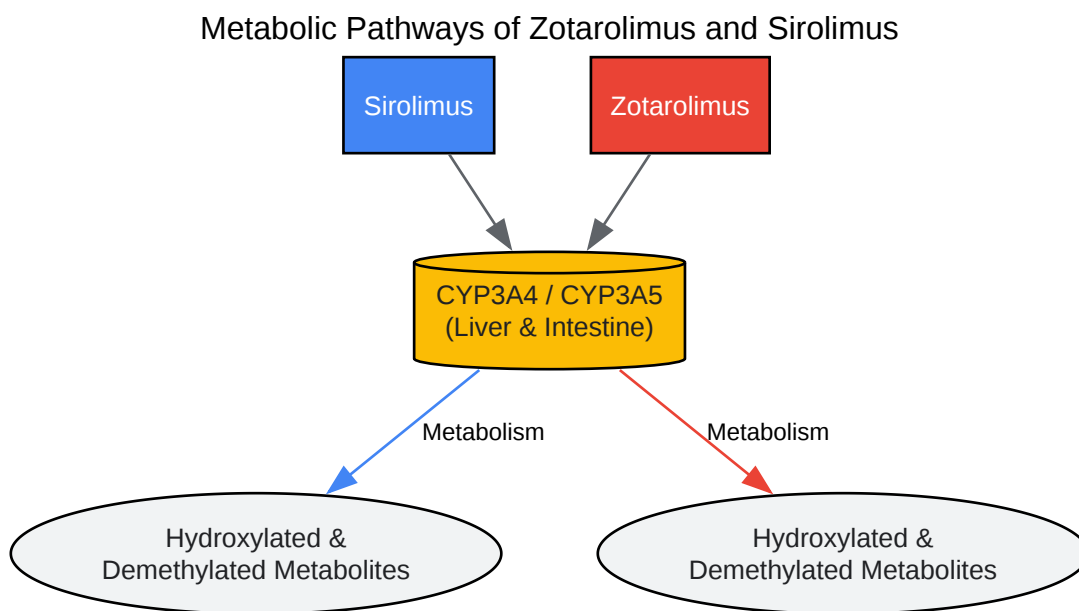 Metabolic Pathways of Zotarolimus and Sirolimus
Sirolimus
Zotarolimus
CYP3A4 / CYP3A5
(Liver & Intestine)
Metabolism
Metabolism
Hydroxylated &
Demethylated Metabolites
Hydroxylated &
Demethylated Metabolites